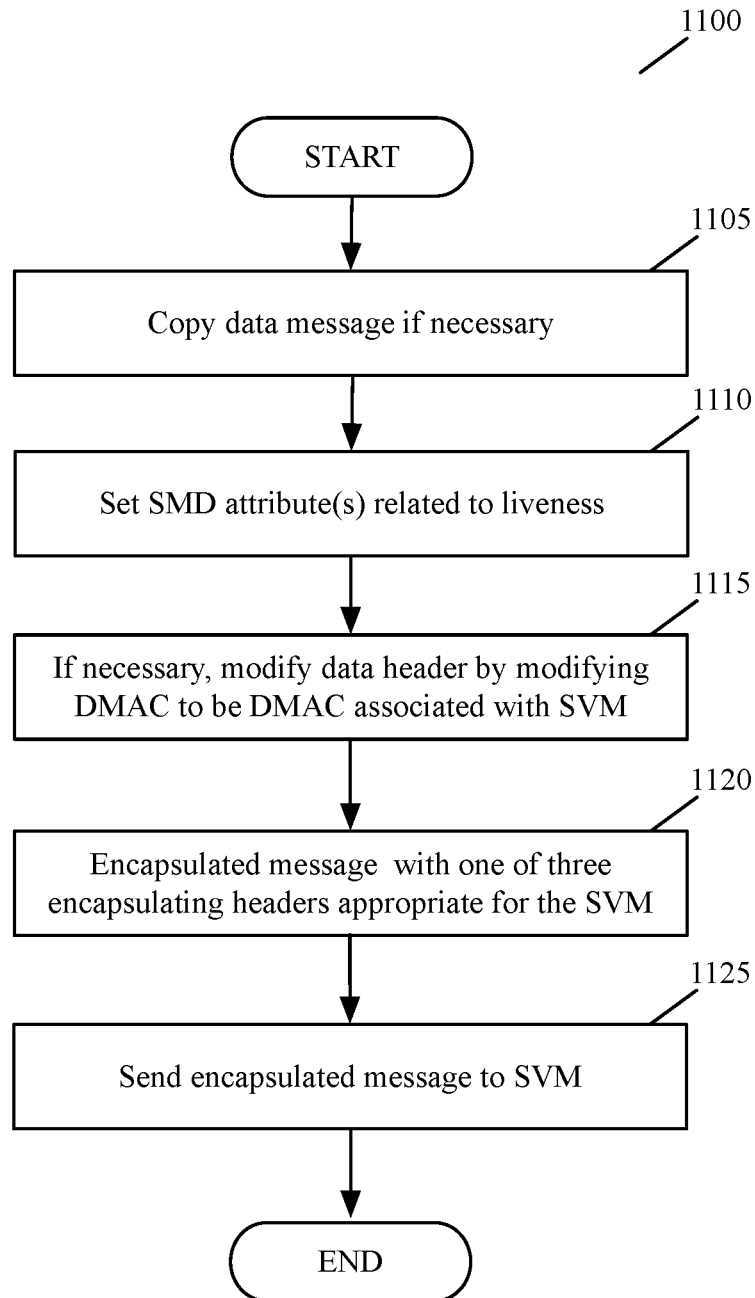 1100
START
1105
Copy data message if necessary
1110
Set SMD attribute(s) related to liveness
1115
If necessary, modify data header by modifying
DMAC to be DMAC associated with SVM
1120
Encapsulated message with one of three
encapsulating headers appropriate for the SVM
1125
Send encapsulated message to SVM
END